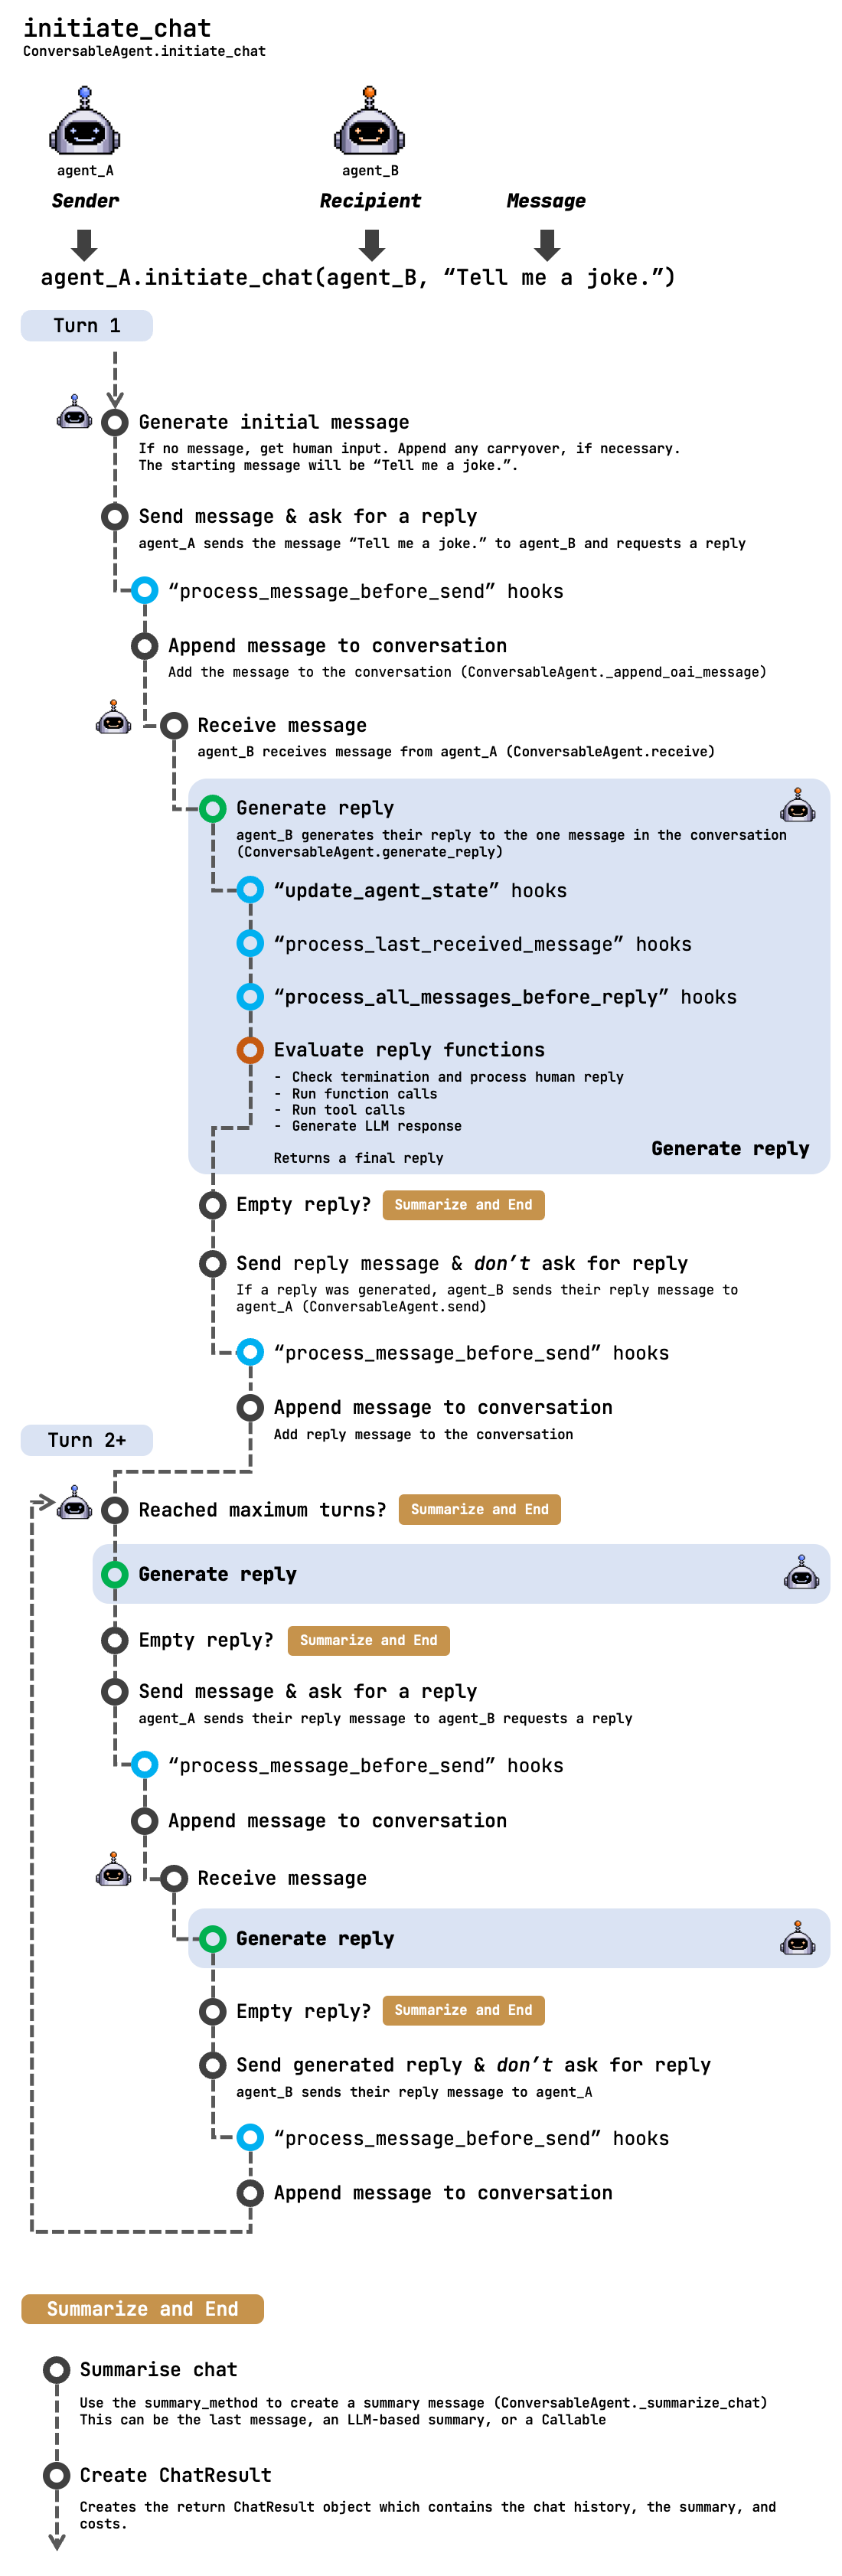 initiate_chat
ConversableAgent.initiate_chat
agent_A
agent_B
Sender
Recipient
Message
agent_A.initiate_chat(agent_B, “Tell me a joke.”)
Turn 1
Generate initial message
If no message, get human input. Append any carryover, if necessary.
The starting message will be “Tell me a joke.”.
Send message & ask for a reply
agent_A sends the message “Tell me a joke.” to agent_B and requests a reply
“process_message_before_send” hooks
Append message to conversation
Add the message to the conversation (ConversableAgent._append_oai_message)
Receive message
agent_B receives message from agent_A (ConversableAgent.receive)
Generate reply
agent_B generates their reply to the one message in the conversation
(ConversableAgent.generate_reply)
“update_agent_state” hooks
“process_last_received_message” hooks
“process_all_messages_before_reply” hooks
Evaluate reply functions
- Check termination and process human reply
- Run function calls
- Run tool calls
- Generate LLM response
Generate reply
Returns a final reply
Empty reply?
Summarize and End
Send reply message & don’t ask for reply
If a reply was generated, agent_B sends their reply message to
agent_A (ConversableAgent.send)
“process_message_before_send” hooks
Append message to conversation
Add reply message to the conversation
Turn 2+
Reached maximum turns?
Summarize and End
Generate reply
Empty reply?
Summarize and End
Send message & ask for a reply
agent_A sends their reply message to agent_B requests a reply
“process_message_before_send” hooks
Append message to conversation
Receive message
Generate reply
Empty reply?
Summarize and End
Send generated reply & don’t ask for reply
agent_B sends their reply message to agent_A
“process_message_before_send” hooks
Append message to conversation
Summarize and End
Summarise chat
Use the summary_method to create a summary message (ConversableAgent._summarize_chat)
This can be the last message, an LLM-based summary, or a Callable
Create ChatResult
Creates the return ChatResult object which contains the chat history, the summary, and
costs.